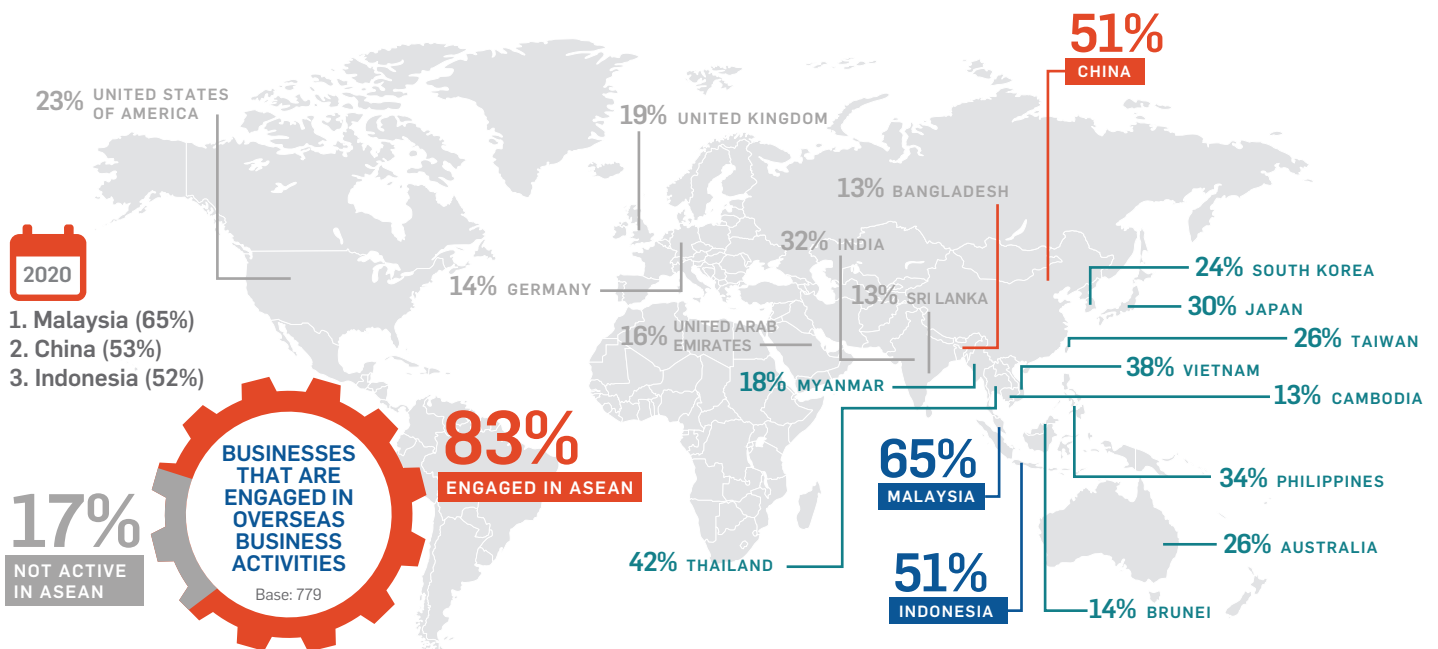 51%
CHINA
23% UNITED STATES
OF AMERICA
19% UNITED KINGDOM
13% BANGLADESH
32% INDIA
14% GERMANY
13% SRI LANKA
16% UNITED ARAB
EMIRATES
24% SOUTH KOREA
30% JAPAN
26% TAIWAN
2020
1. Malaysia (65%)
2. China (53%)
3. Indonesia (52%)
18% MYANMAR
38% VIETNAM
13% CAMBODIA
BUSINESSES
THAT ARE
ENGAGED IN
OVERSEAS
BUSINESS
ACTIVITIES
Base: 779
83%
ENGAGED IN ASEAN
17%
NOT ACTIVE
IN ASEAN
65%
MALAYSIA
34% PHILIPPINES
42% THAILAND
26% AUSTRALIA
51%
INDONESIA
14% BRUNEI